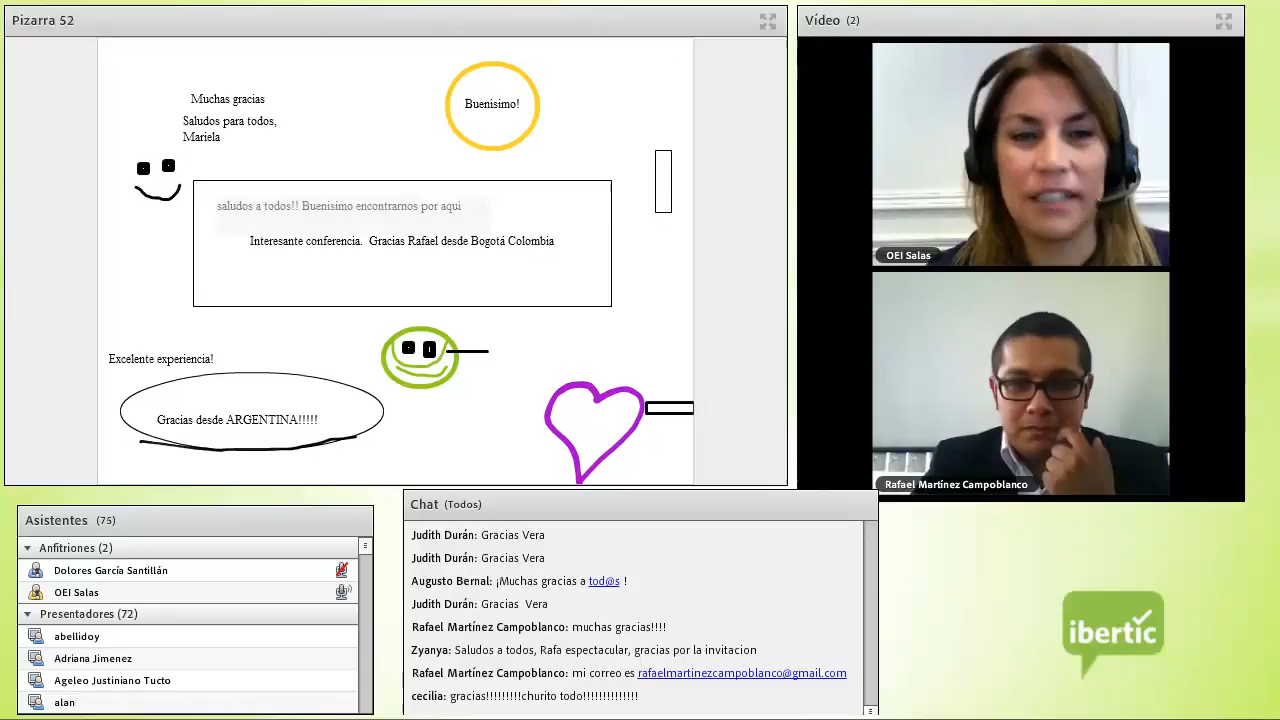 Pizarra 52
Muchas gracias
Saludos para todos,
Mariela
Buenisimo!
saludos a todos!! Buenisimo encontrarnos por aqui
Interesante conferencia.  Gracias Rafael desde Bogotá Colombia
Excelente experiencia!
Gracias desde ARGENTINA!!!!!
Vídeo (2)
OEI Salas
Rafael Martínez Campoblanco
Asistentes (75)
Anfitriones (2)
Dolores García Santillán
OEI Salas
Presentadores (72)
abellidoy
Adriana Jimenez
Ageleo Justiniano Tucto
alan
Chat (Todos)
Judith Durán: Gracias Vera
Judith Durán: Gracias Vera
Augusto Bernal: ¡Muchas gracias a tod@s !
Judith Durán: Gracias  Vera
Rafael Martínez Campoblanco: muchas gracias!!!!
Zyanya: Saludos a todos, Rafa espectacular, gracias por la invitacion
Rafael Martínez Campoblanco: mi correo es rafaelmartinezcampoblanco@gmail.com
cecilia: gracias!!!!!!!!!churito todo!!!!!!!!!!!!!!
ibertic